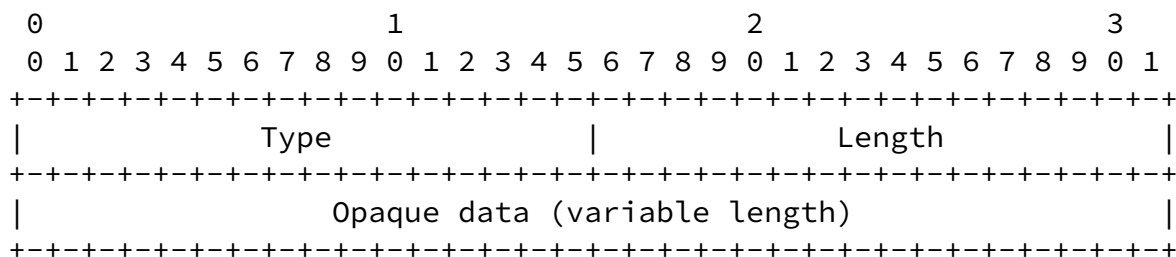 0                   1                   2                   3
 0 1 2 3 4 5 6 7 8 9 0 1 2 3 4 5 6 7 8 9 0 1 2 3 4 5 6 7 8 9 0 1
+-+-+-+-+-+-+-+-+-+-+-+-+-+-+-+-+-+-+-+-+-+-+-+-+-+-+-+-+-+-+-+-+
|             Type              |             Length            |
+-+-+-+-+-+-+-+-+-+-+-+-+-+-+-+-+-+-+-+-+-+-+-+-+-+-+-+-+-+-+-+-+
|                 Opaque data (variable length)                 |
+-+-+-+-+-+-+-+-+-+-+-+-+-+-+-+-+-+-+-+-+-+-+-+-+-+-+-+-+-+-+-+-+